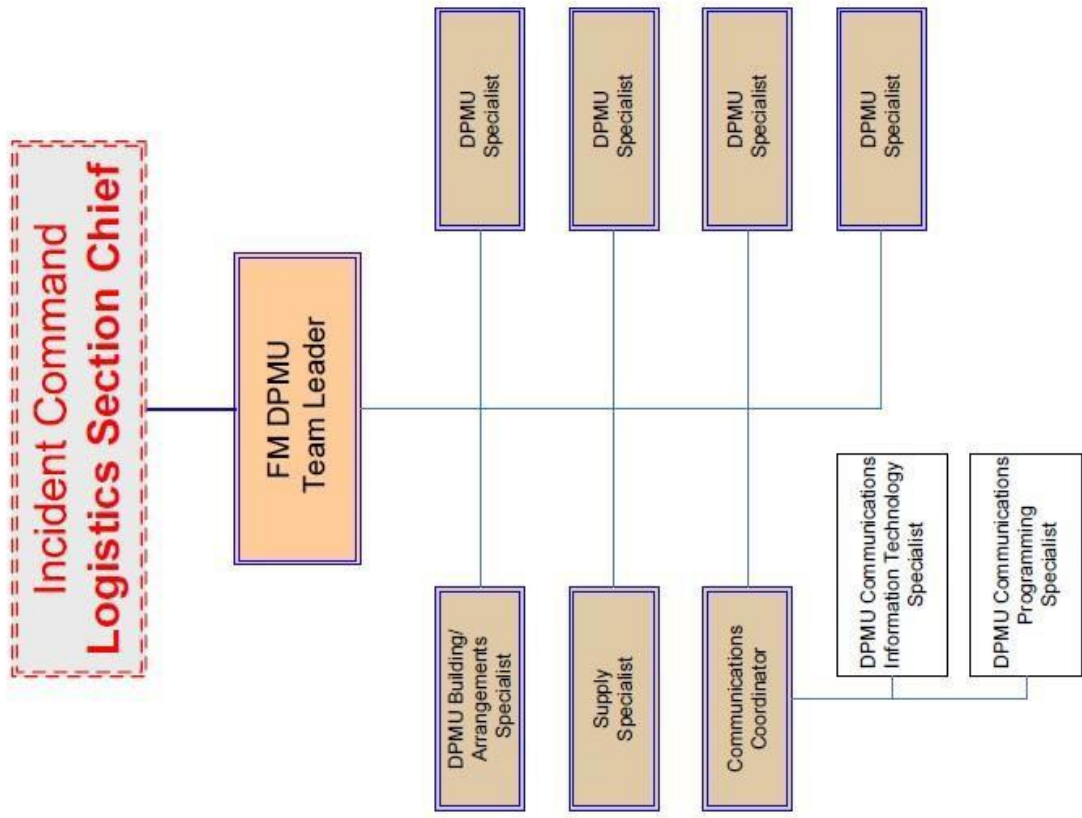 Incident Command
Logistics Section Chief
FM DPMU
Team Leader
DPMU Building/
Arrangements
Specialist
DPMU
Specialist
Supply
Specialist
DPMU
Specialist
Communications
Coordinator
DPMU
Specialist
DPMU Communications
Information Technology
Specialist
DPMU
Specialist
DPMU Communications
Programming
Specialist